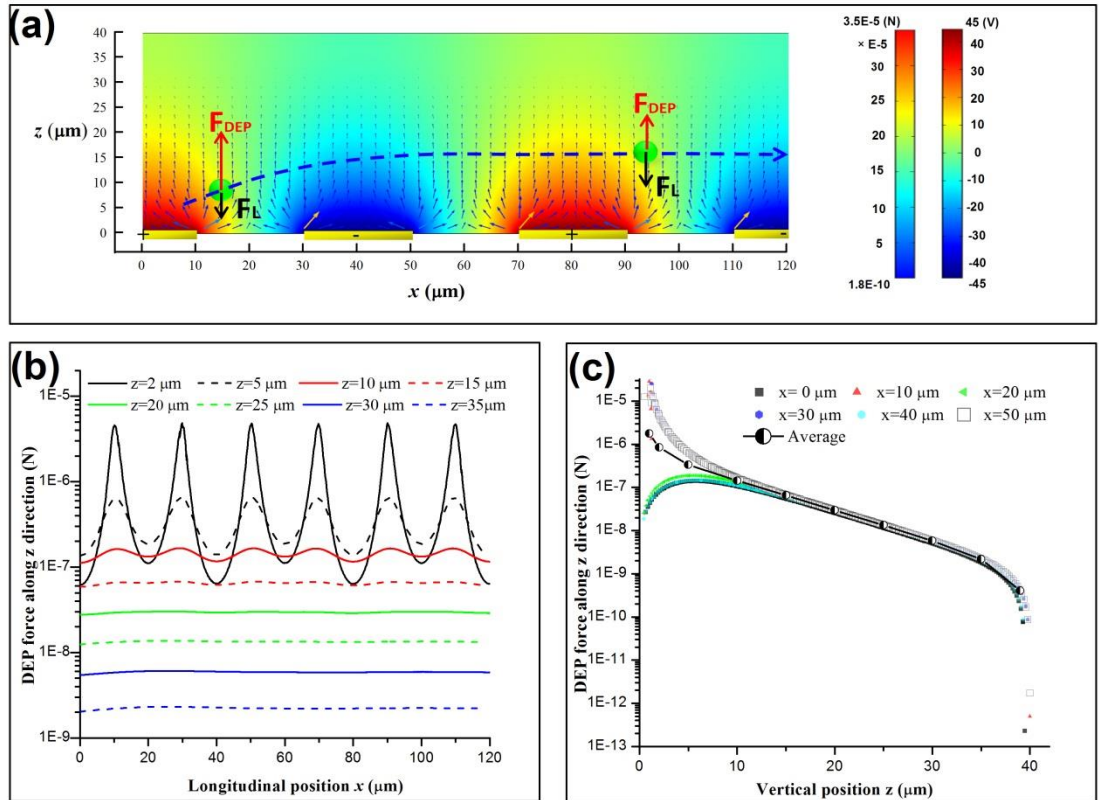 (a)
3.5E-5 (N)
× E-5
30
25
20
15
10
5
1.8E-10
45 (V)
40
30
20
10
0
-10
-20
-30
-40
-45
z (μm)
40
35
30
25
20
15
10
5
0
F_DEP
F_L
F_DEP
F_L
+ - + -
0 10 20 30 40 50 60 70 80 90 100 110 120
x (μm)
(b)
z=2 μm z=5 μm z=10 μm z=15 μm
z=20 μm z=25 μm z=30 μm z=35μm
DEP force along z direction (N)
1E-5
1E-6
1E-7
1E-8
1E-9
0 20 40 60 80 100 120
Longitudinal position x (μm)
(c)
x= 0 μm x=10 μm x=20 μm
x=30 μm x=40 μm x=50 μm
Average
DEP force along z direction (N)
1E-5
1E-6
1E-7
1E-8
1E-9
1E-10
1E-11
1E-12
1E-13
0 10 20 30 40
Vertical position z (μm)